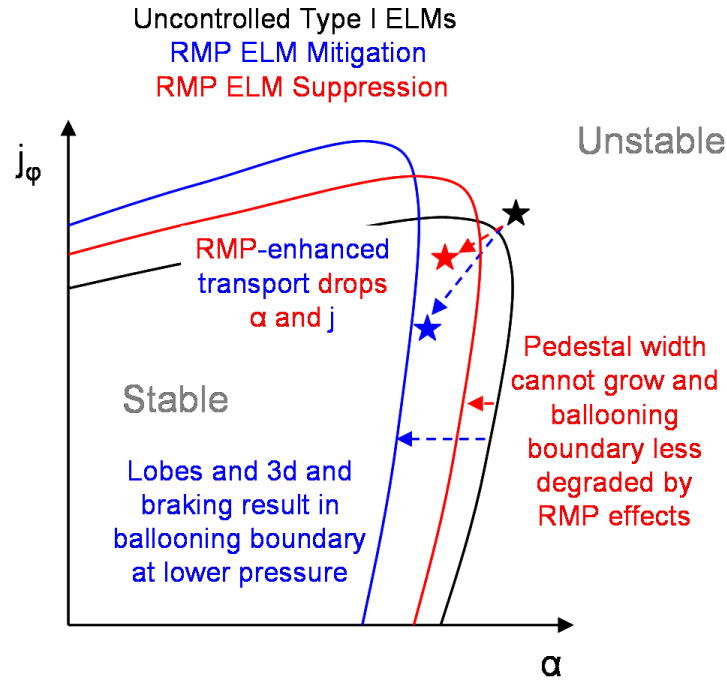 Uncontrolled Type I ELMs
RMP ELM Mitigation
RMP ELM Suppression
Unstable
jφ
RMP-enhanced
transport drops
α and j
Stable
Pedestal width
cannot grow and
ballooning
boundary less
degraded by
RMP effects
Lobes and 3d and
braking result in
ballooning boundary
at lower pressure
α